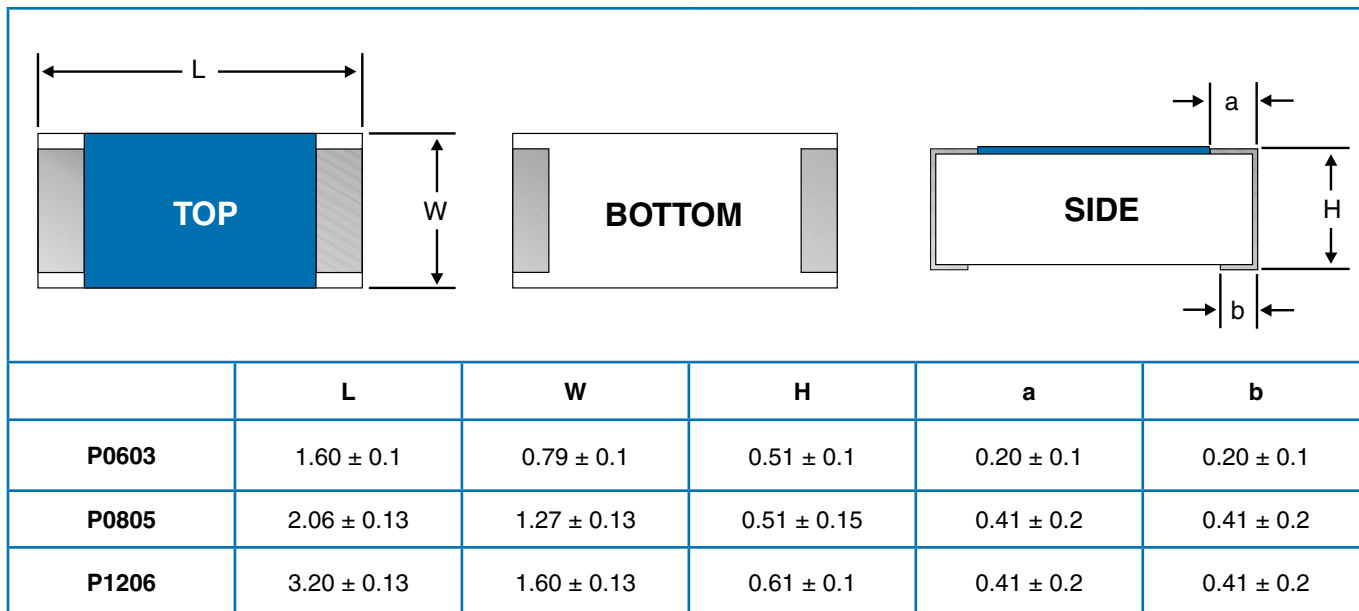 L
W
TOP
BOTTOM
SIDE
a
H
b
L W H a b
P0603 1.60 ± 0.1 0.79 ± 0.1 0.51 ± 0.1 0.20 ± 0.1 0.20 ± 0.1
P0805 2.06 ± 0.13 1.27 ± 0.13 0.51 ± 0.15 0.41 ± 0.2 0.41 ± 0.2
P1206 3.20 ± 0.13 1.60 ± 0.13 0.61 ± 0.1 0.41 ± 0.2 0.41 ± 0.2